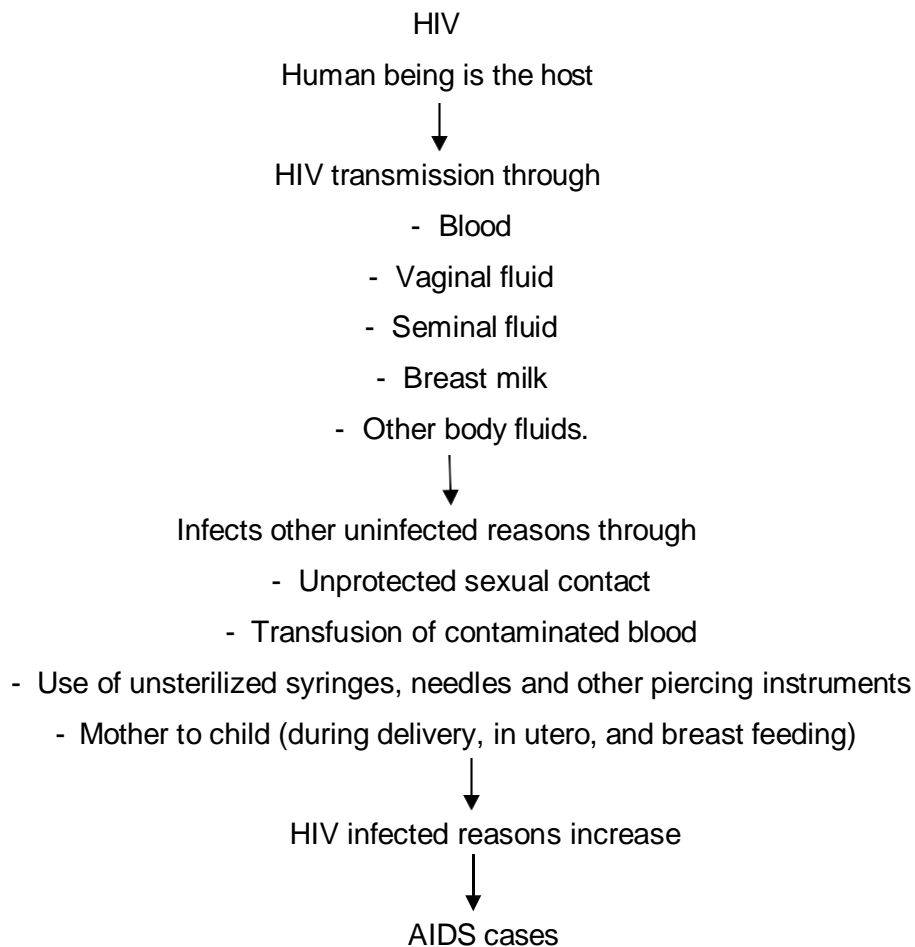 HIV
Human being is the host
HIV transmission through
- Blood
- Vaginal fluid
- Seminal fluid
- Breast milk
- Other body fluids.
Infects other uninfected reasons through
- Unprotected sexual contact
- Transfusion of contaminated blood
- Use of unsterilized syringes, needles and other piercing instruments
- Mother to child (during delivery, in utero, and breast feeding)
HIV infected reasons increase
AIDS cases